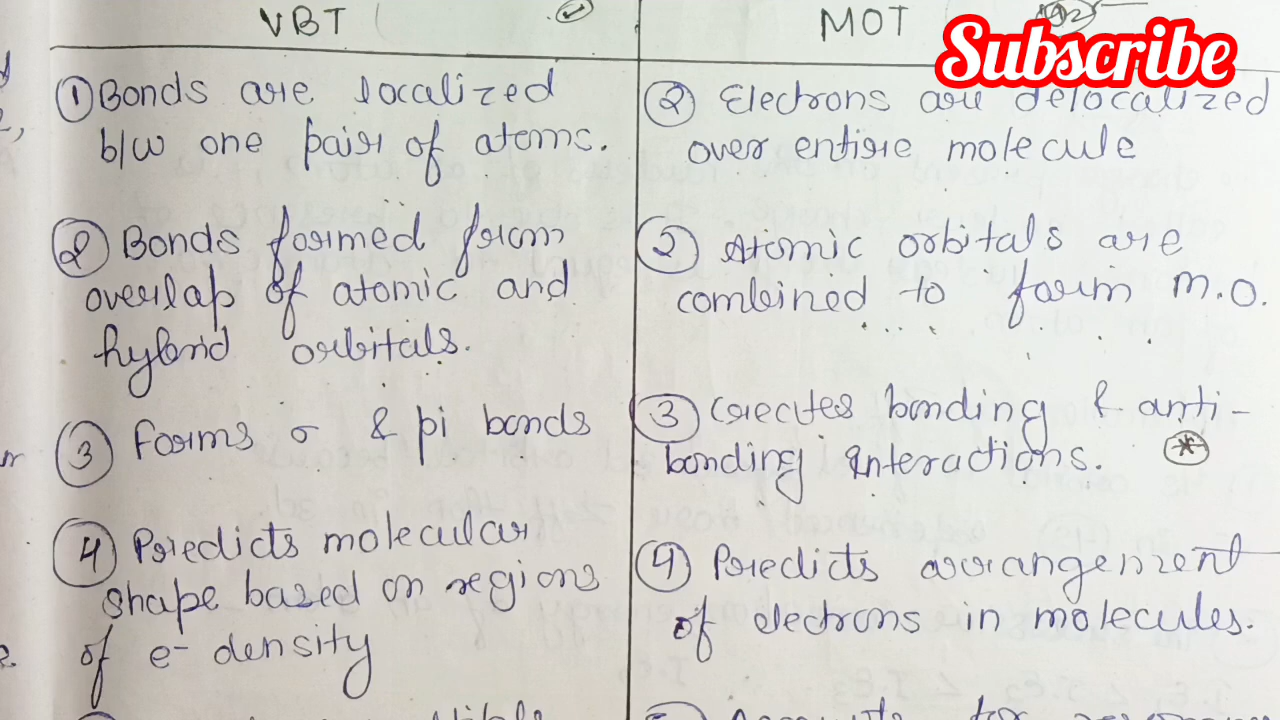 VBT
MOT
Subscribe
① Bonds are localized
b/w one pair of atoms.
② Bonds formed from
overlap of atomic and
hybrid orbitals.
③ Forms σ & pi bonds
④ Predicts molecular
shape based on regions
of e- density
② Electrons are delocalized
over entire molecule
② Atomic orbitals are
combined to form M.O.
③ Creates bonding & anti-
bonding interactions. *
④ Predicts arrangement
of electrons in molecules.